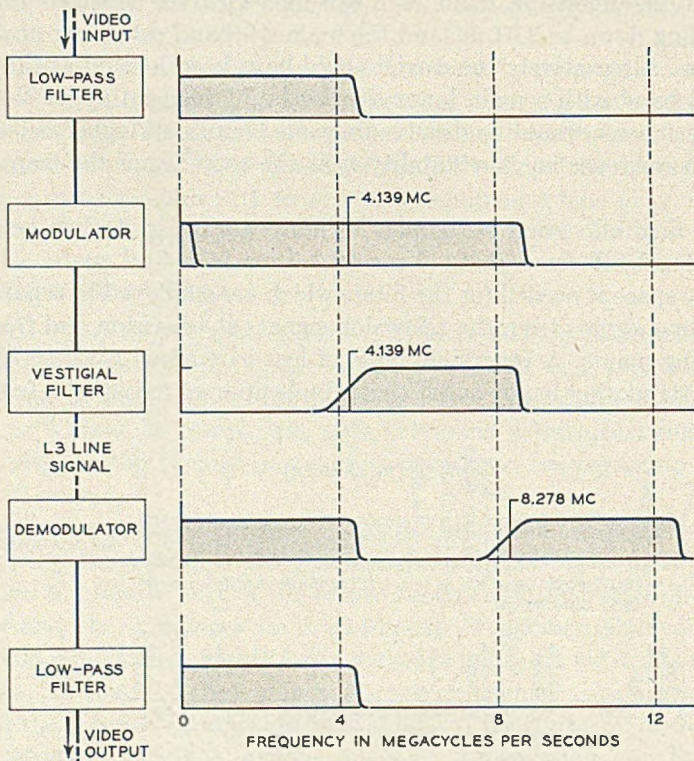 VIDEO
INPUT
LOW-PASS
FILTER
MODULATOR
4.139 MC
VESTIGIAL
FILTER
4.139 MC
L3 LINE
SIGNAL
DEMODULATOR
8.278 MC
LOW-PASS
FILTER
VIDEO
OUTPUT
0 4 8 12
FREQUENCY IN MEGACYCLES PER SECONDS